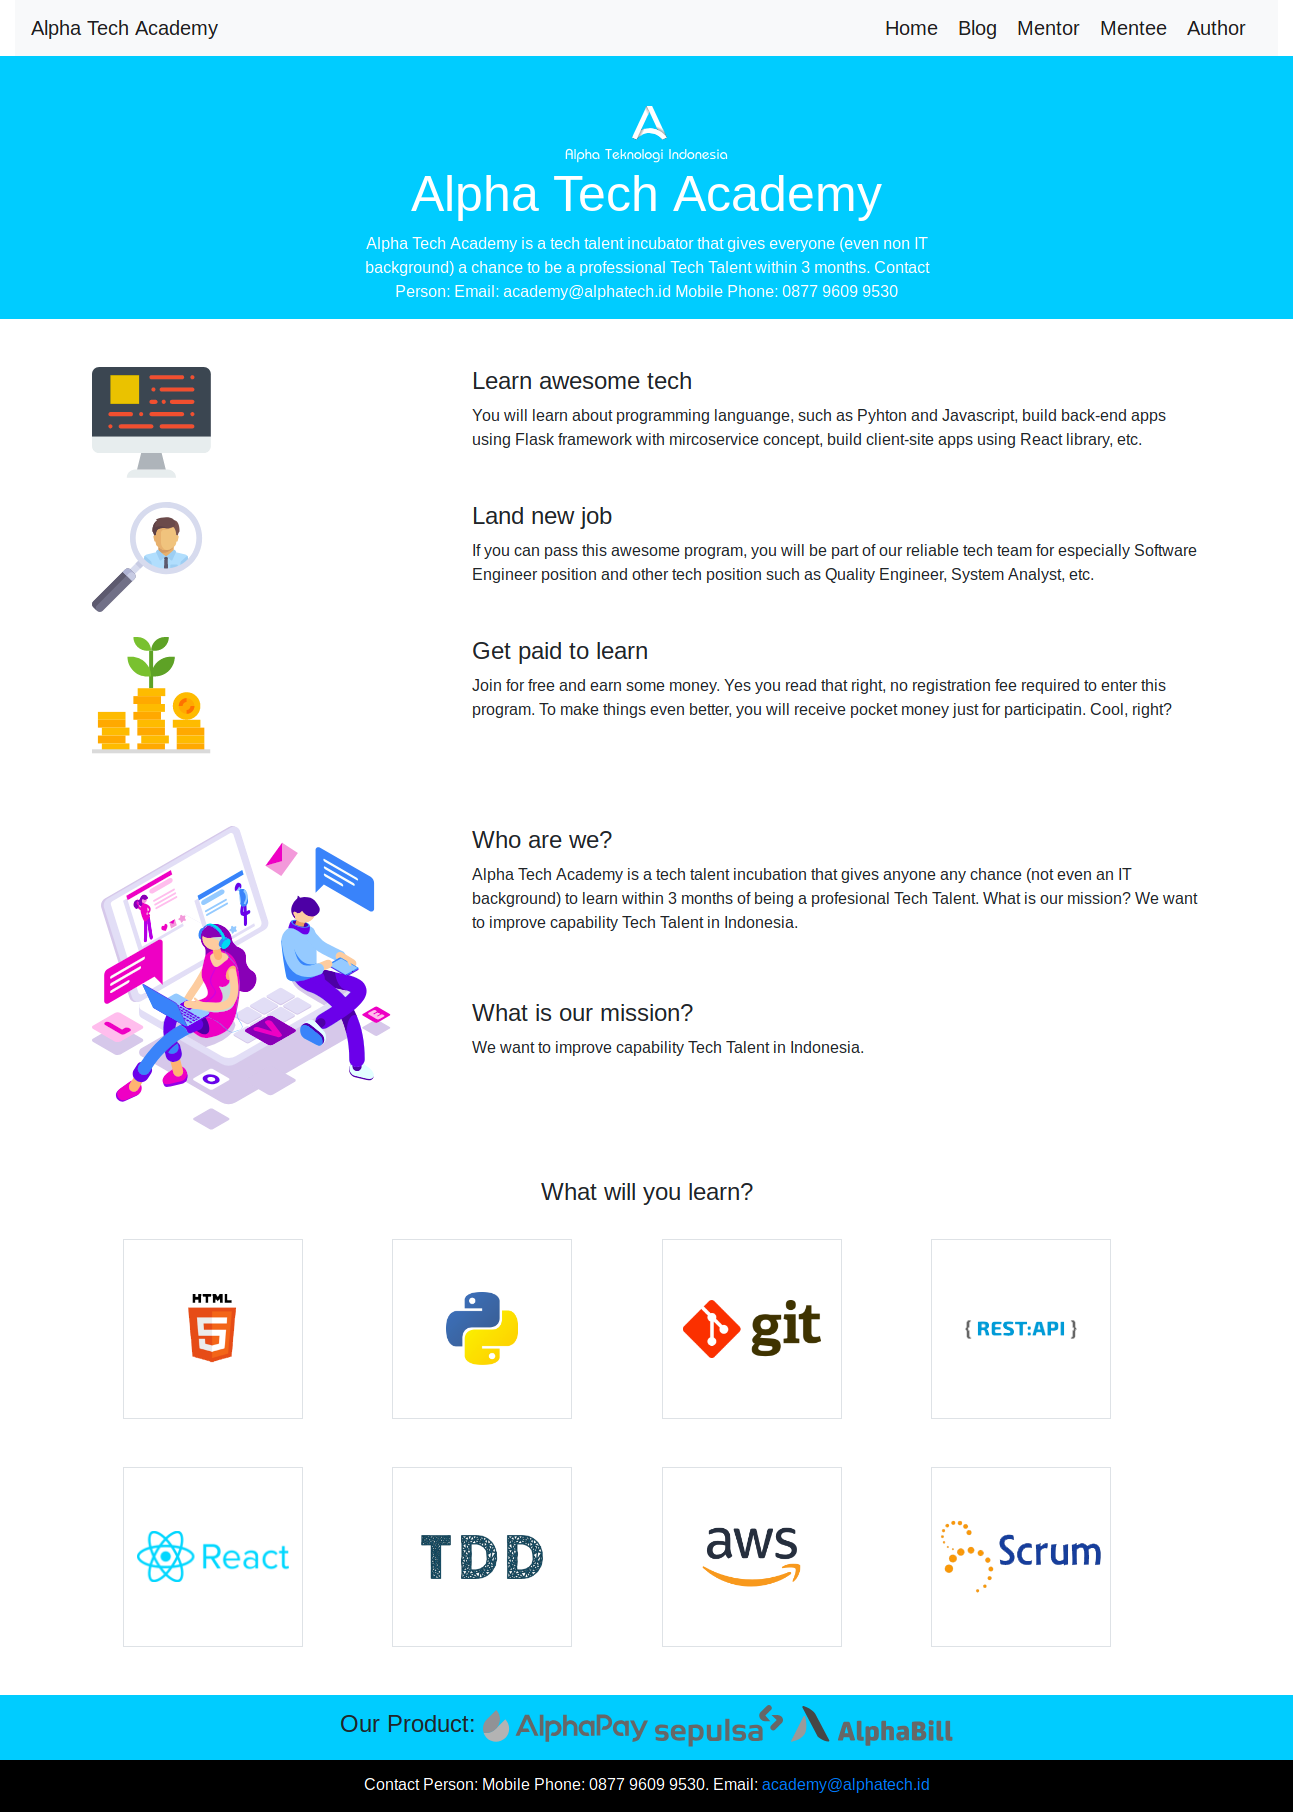 Alpha Tech Academy
Home Blog Mentor Mentee Author
Alpha Teknologi Indonesia
Alpha Tech Academy
Alpha Tech Academy is a tech talent incubator that gives everyone (even non IT
background) a chance to be a professional Tech Talent within 3 months. Contact
Person: Email: academy@alphatech.id Mobile Phone: 0877 9609 9530
Learn awesome tech
You will learn about programming languange, such as Pyhton and Javascript, build back-end apps
using Flask framework with mircoservice concept, build client-site apps using React library, etc.
Land new job
If you can pass this awesome program, you will be part of our reliable tech team for especially Software
Engineer position and other tech position such as Quality Engineer, System Analyst, etc.
Get paid to learn
Join for free and earn some money. Yes you read that right, no registration fee required to enter this
program. To make things even better, you will receive pocket money just for participatin. Cool, right?
Who are we?
Alpha Tech Academy is a tech talent incubation that gives anyone any chance (not even an IT
background) to learn within 3 months of being a profesional Tech Talent. What is our mission? We want
to improve capability Tech Talent in Indonesia.
What is our mission?
We want to improve capability Tech Talent in Indonesia.
What will you learn?
HTML
5
git
{ REST:API }
React
TDD
aws
Scrum
Our Product: AlphaPay sepulsa AlphaBill
Contact Person: Mobile Phone: 0877 9609 9530. Email: academy@alphatech.id